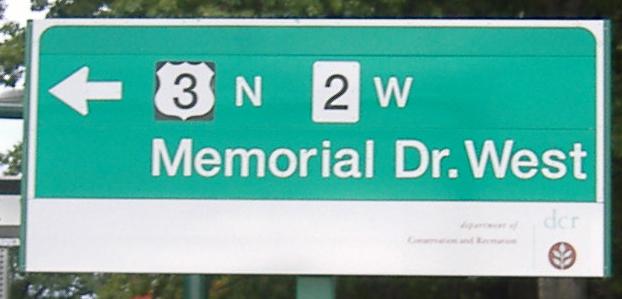 3 N 2 W
Memorial Dr. West
department of dcr
Conservation and Recreation